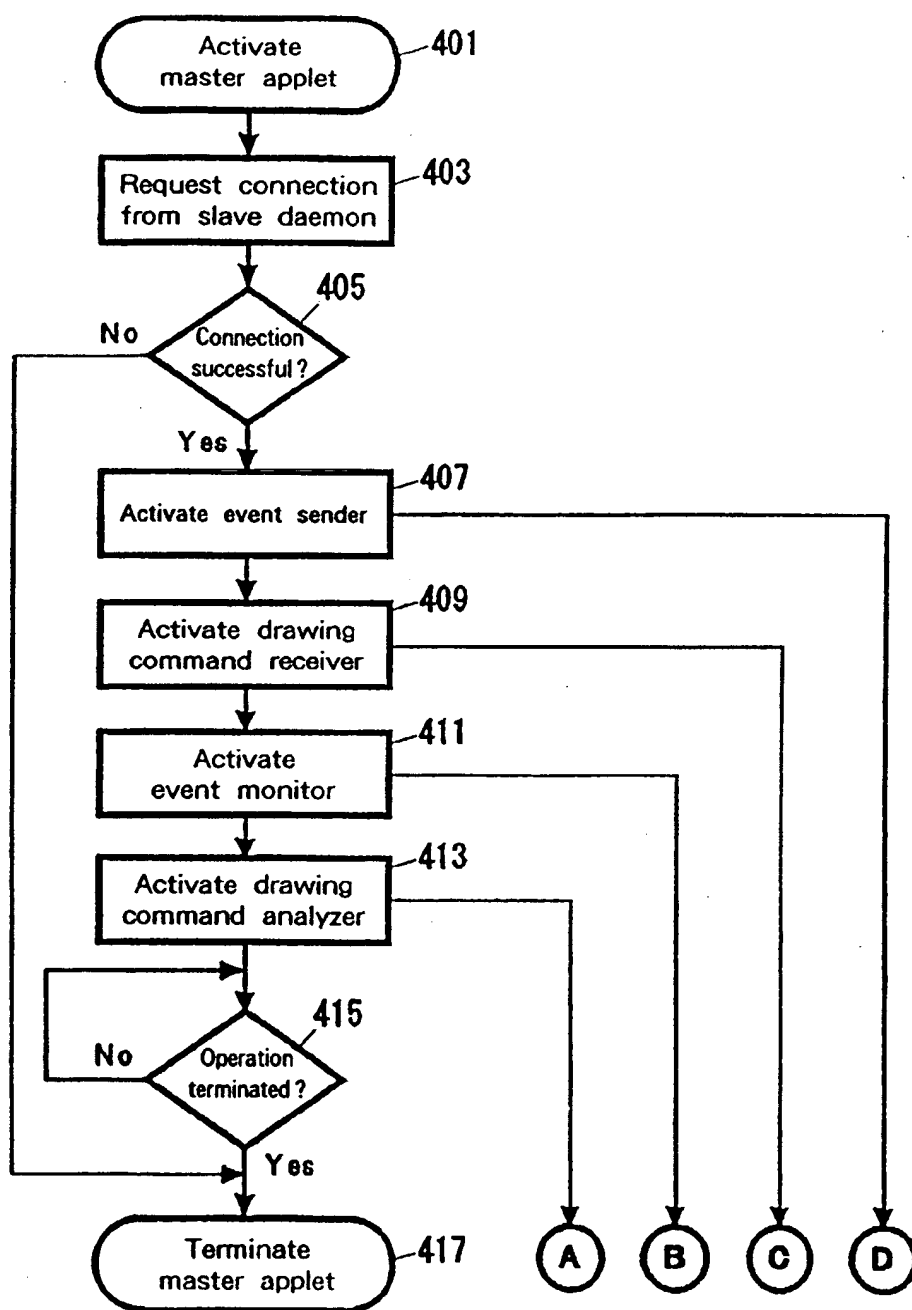 Activate
master applet
401
Request connection
from slave daemon
403
405
Connection
successful?
No
Yes
407
Activate event sender
409
Activate drawing
command receiver
411
Activate
event monitor
413
Activate drawing
command analyzer
415
Operation
terminated?
No
Yes
Terminate
master applet
417
A
B
C
D